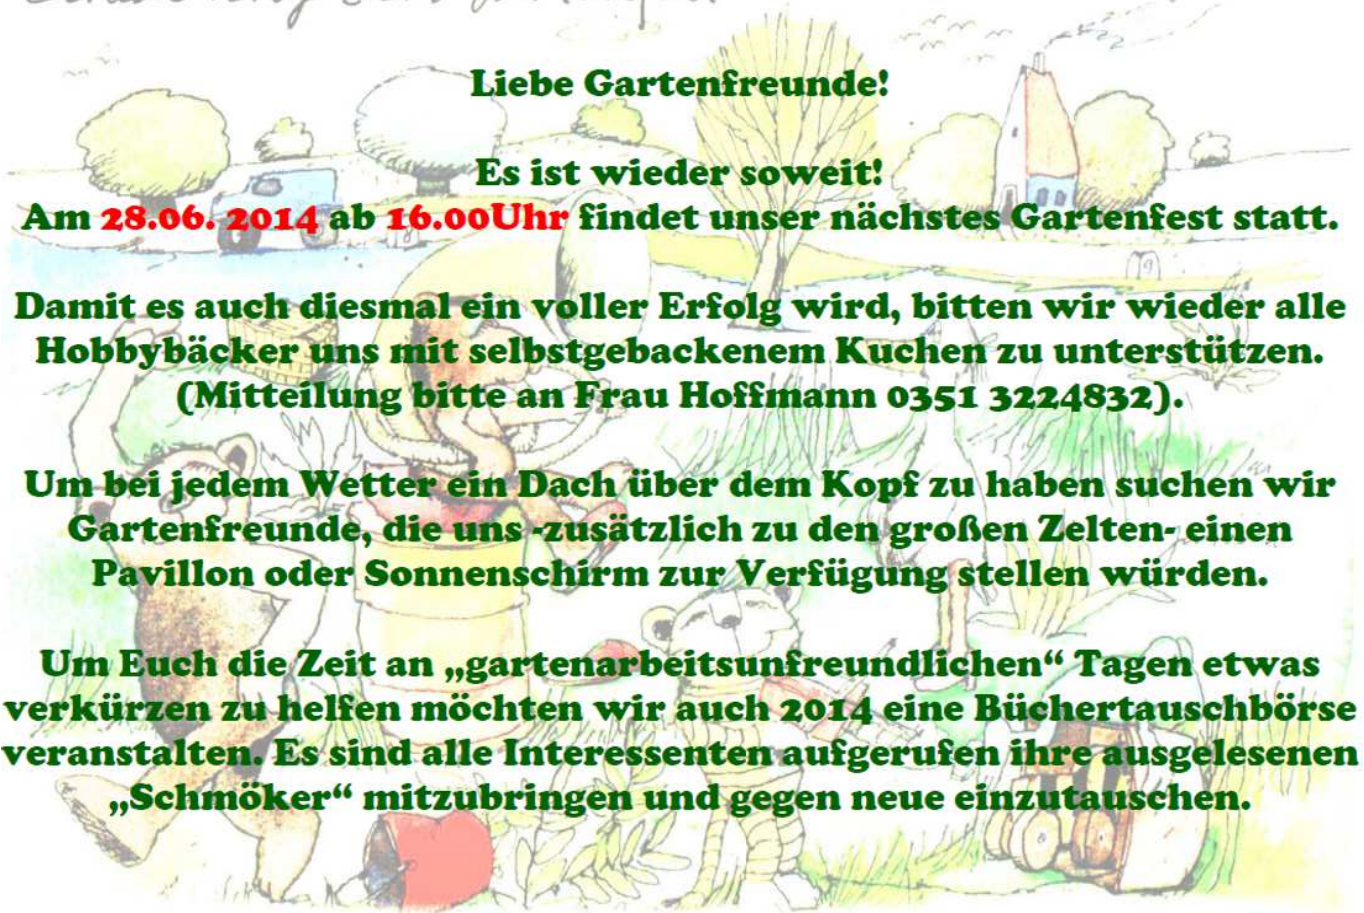 Liebe Gartenfreunde!
Es ist wieder soweit!
Am 28.06. 2014 ab 16.00Uhr findet unser nächstes Gartenfest statt.
Damit es auch diesmal ein voller Erfolg wird, bitten wir wieder alle
Hobbybäcker uns mit selbstgebackenem Kuchen zu unterstützen.
(Mitteilung bitte an Frau Hoffmann 0351 3224832).
Um bei jedem Wetter ein Dach über dem Kopf zu haben suchen wir
Gartenfreunde, die uns -zusätzlich zu den großen Zelten- einen
Pavillon oder Sonnenschirm zur Verfügung stellen würden.
Um Euch die Zeit an „gartenarbeitsunfreundlichen“ Tagen etwas
verkürzen zu helfen möchten wir auch 2014 eine Büchertauschbörse
veranstalten. Es sind alle Interessenten aufgerufen ihre ausgelesenen
„Schmöker“ mitzubringen und gegen neue einzutauschen.